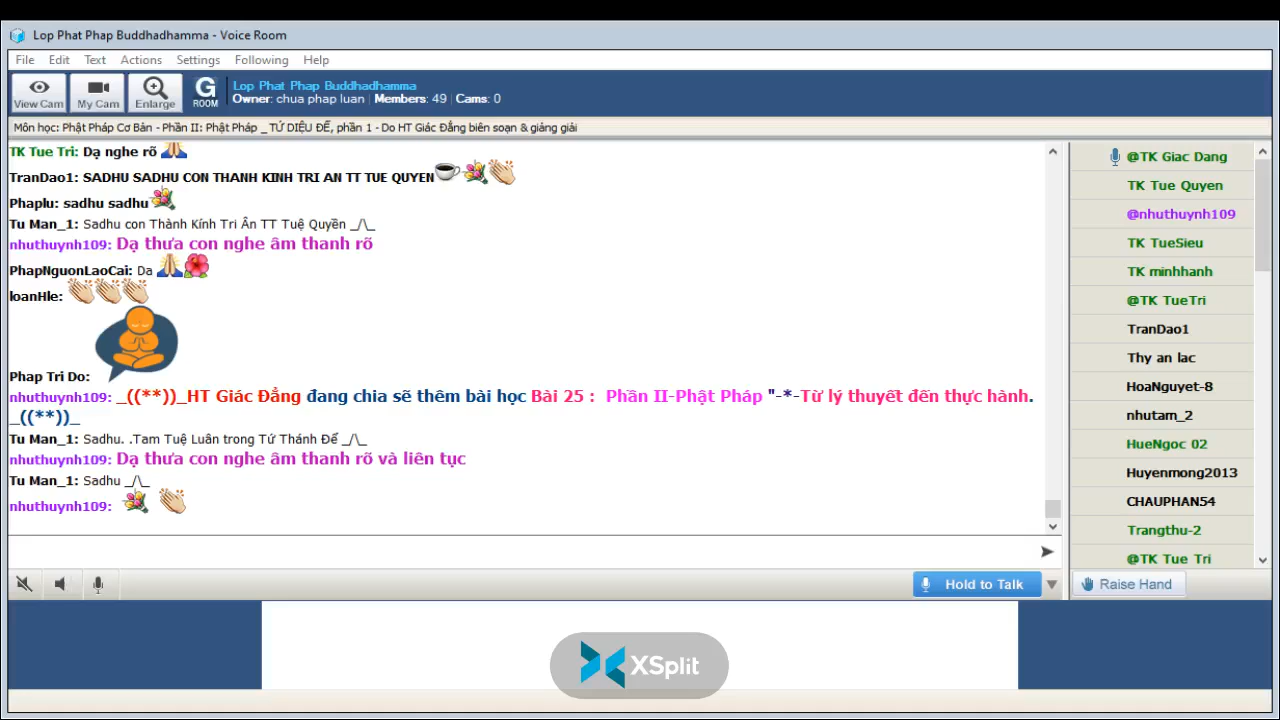 Lop Phat Phap Buddhadhamma - Voice Room
File Edit Text Actions Settings Following Help
View Cam My Cam Enlarge G ROOM
Lop Phat Phap Buddhadhamma
Owner: chua phap luan | Members: 49 | Cams: 0
Môn học: Phật Pháp Cơ Bản - Phần II: Phật Pháp _ TỨ DIỆU ĐẾ, phần 1 - Do HT Giác Đẳng biên soạn & giảng giải
TK Tue Tri: Dạ nghe rõ
TranDao1: SADHU SADHU CON THANH KINH TRI AN TT TUE QUYEN
Phaplu: sadhu sadhu
Tu Man_1: Sadhu con Thành Kính Tri Ân TT Tuệ Quyền _/\_
nhuthuynh109: Dạ thưa con nghe âm thanh rõ
PhapNguonLaoCai: Da
loanHle:
Phap Tri Do:
nhuthuynh109: _((**))_HT Giác Đẳng đang chia sẽ thêm bài học Bài 25 : Phần II-Phật Pháp "-*-Từ lý thuyết đến thực hành.
_((**))_
Tu Man_1: Sadhu. .Tam Tuệ Luân trong Tứ Thánh Đế _/\_
nhuthuynh109: Dạ thưa con nghe âm thanh rõ và liên tục
Tu Man_1: Sadhu _/\_
nhuthuynh109:
@TK Giac Dang
TK Tue Quyen
@nhuthuynh109
TK TueSieu
TK minhhanh
@TK TueTri
TranDao1
Thy an lac
HoaNguyet-8
nhutam_2
HueNgoc 02
Huyenmong2013
CHAUPHAN54
Trangthu-2
@TK Tue Tri
Hold to Talk
Raise Hand
XSplit